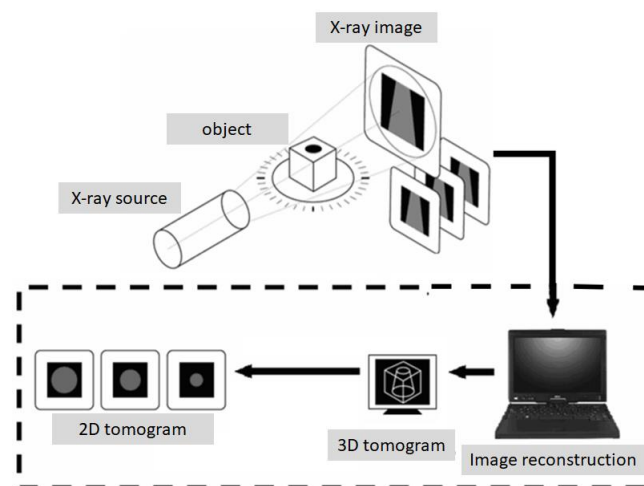 X-ray image
object
X-ray source
2D tomogram
3D tomogram
Image reconstruction